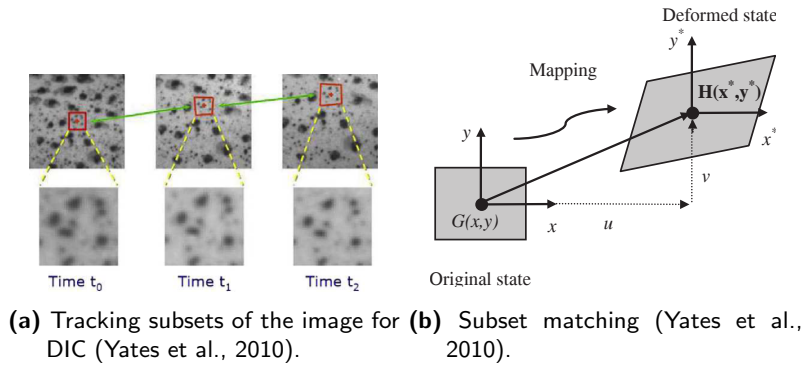 Time t0
Time t1
Time t2
Deformed state
y*
Mapping
H(x*,y*)
y
x*
v
G(x,y)
x
u
Original state
(a) Tracking subsets of the image for DIC (Yates et al., 2010).
(b) Subset matching (Yates et al., 2010).